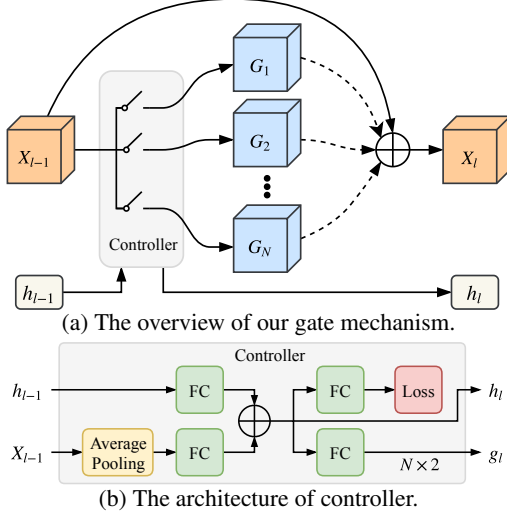 G₁
X_{l−1}
G₂
X_l
Controller
G_N
h_{l−1}
h_l
(a) The overview of our gate mechanism.
Controller
h_{l−1}
FC
FC
Loss
h_l
X_{l−1}
Average
Pooling
FC
FC
N × 2
g_l
(b) The architecture of controller.